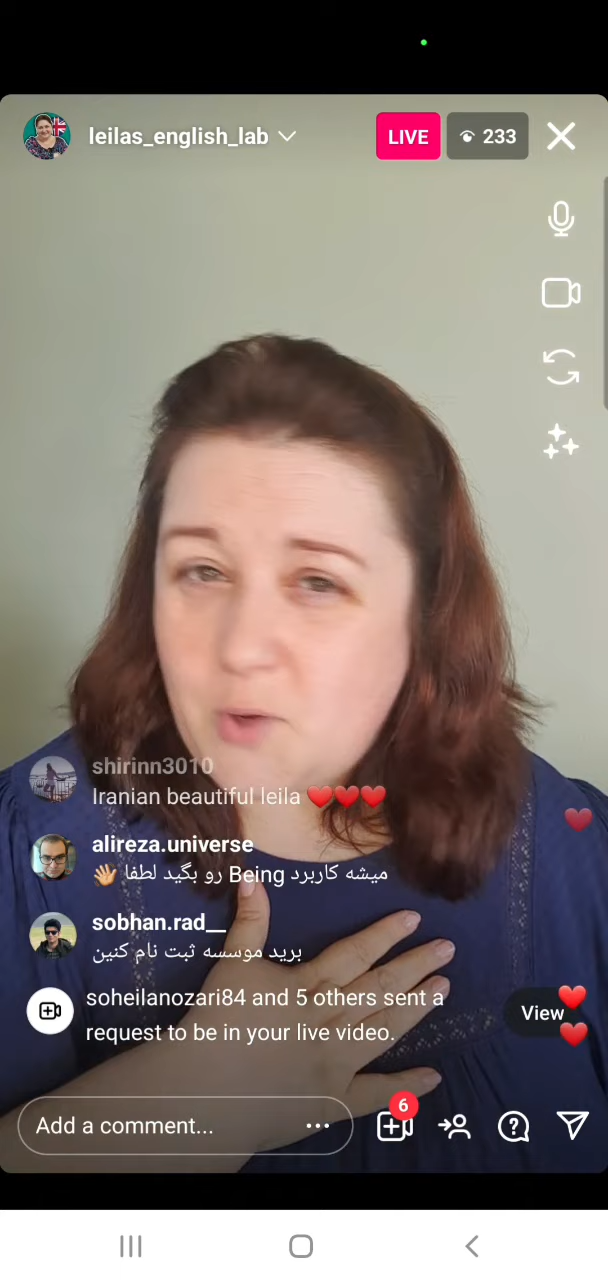 leilas_english_lab
LIVE
233
shirinn3010
Iranian beautiful leila ❤️❤️❤️
alireza.universe
میشه کاربرد Being رو بگید لطفا 👋
sobhan.rad__
برید موسسه ثبت نام کنین
soheilanozari84 and 5 others sent a
request to be in your live video.
View
6
Add a comment...